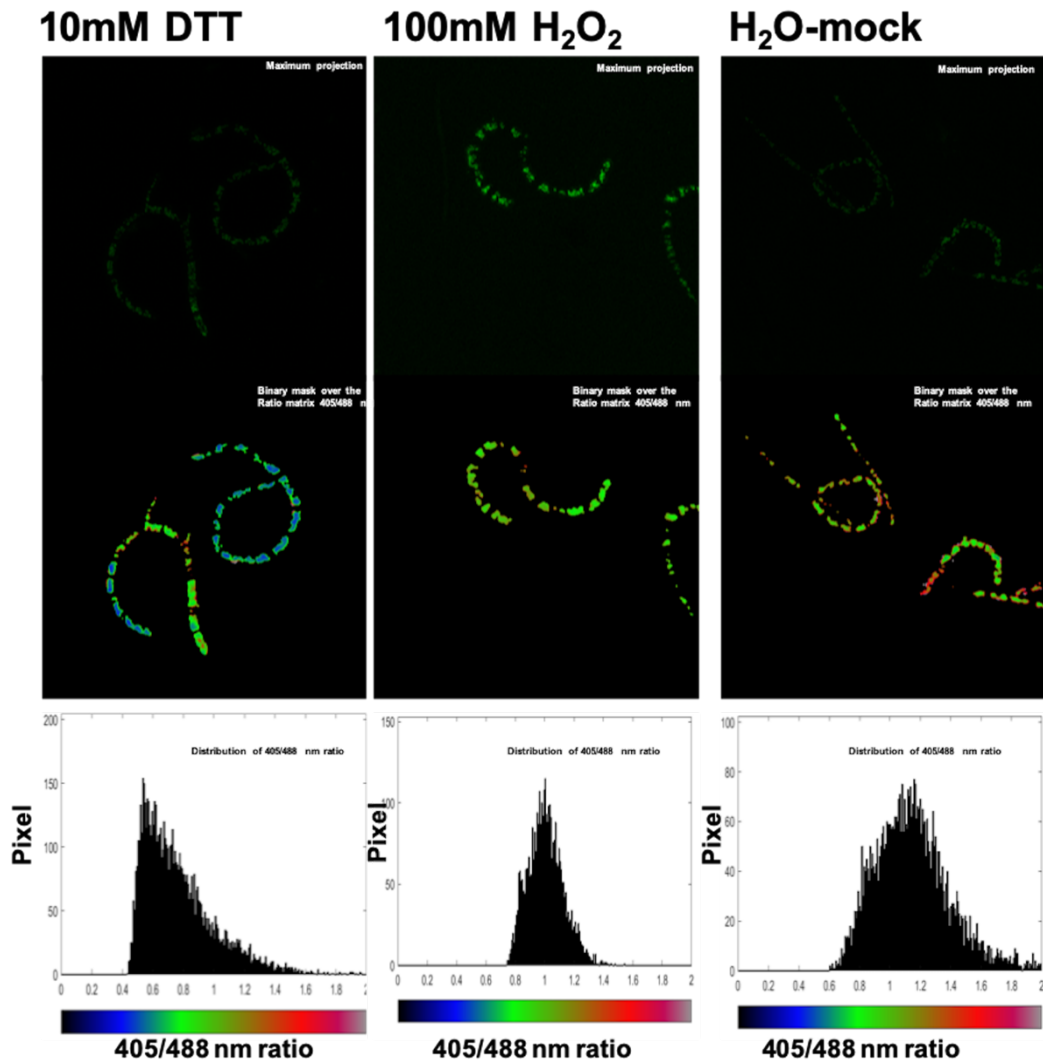 10mM DTT
100mM H₂O₂
H₂O-mock
Maximum projection
Maximum projection
Maximum projection
Binary mask over the
Ratio matrix 405/488 n
Binary mask over the
Ratio matrix 405/488 nm
Binary mask over the
Ratio matrix 405/488 nm
200
150
100
50
0
0 0.2 0.4 0.6 0.8 1 1.2 1.4 1.6 1.8
Distribution of 405/488 nm ratio
Pixel
405/488 nm ratio
150
100
50
0
0 0.2 0.4 0.6 0.8 1 1.2 1.4 1.6 1.8 2
Distribution of 405/488 nm ratio
Pixel
405/488 nm ratio
100
80
60
40
20
0
0 0.2 0.4 0.6 0.8 1 1.2 1.4 1.6 1.8 2
Distribution of 405/488 nm ratio
Pixel
405/488 nm ratio